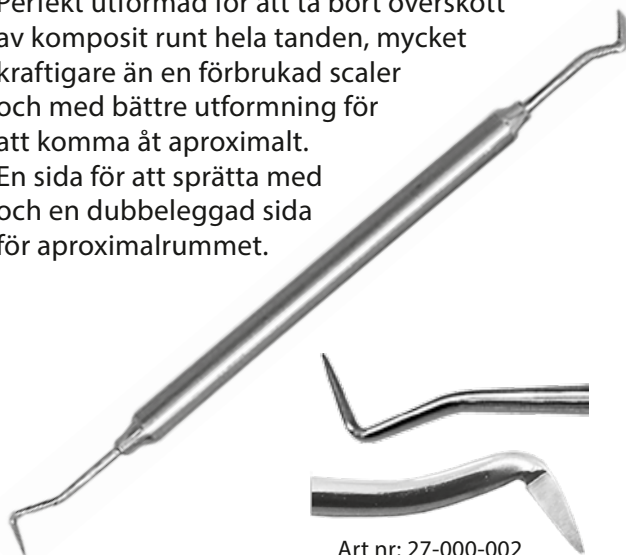 Perfekt utformad för att ta bort överskott
av komposit runt hela tanden, mycket
kraftigare än en förbrukad scaler
och med bättre utformning för
att komma åt aproximalt.
En sida för att sprätta med
och en dubbeleggad sida
för aproximalrummet.
Art nr: 27-000-002